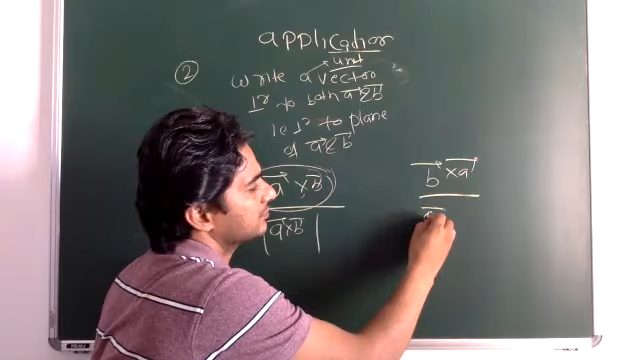 application
② write a unit vector
⊥r to both a⃗ & b⃗
ie ⊥r to plane
of a⃗ & b⃗
(a⃗ × b⃗)
|a⃗ × b⃗|
b⃗ × a⃗